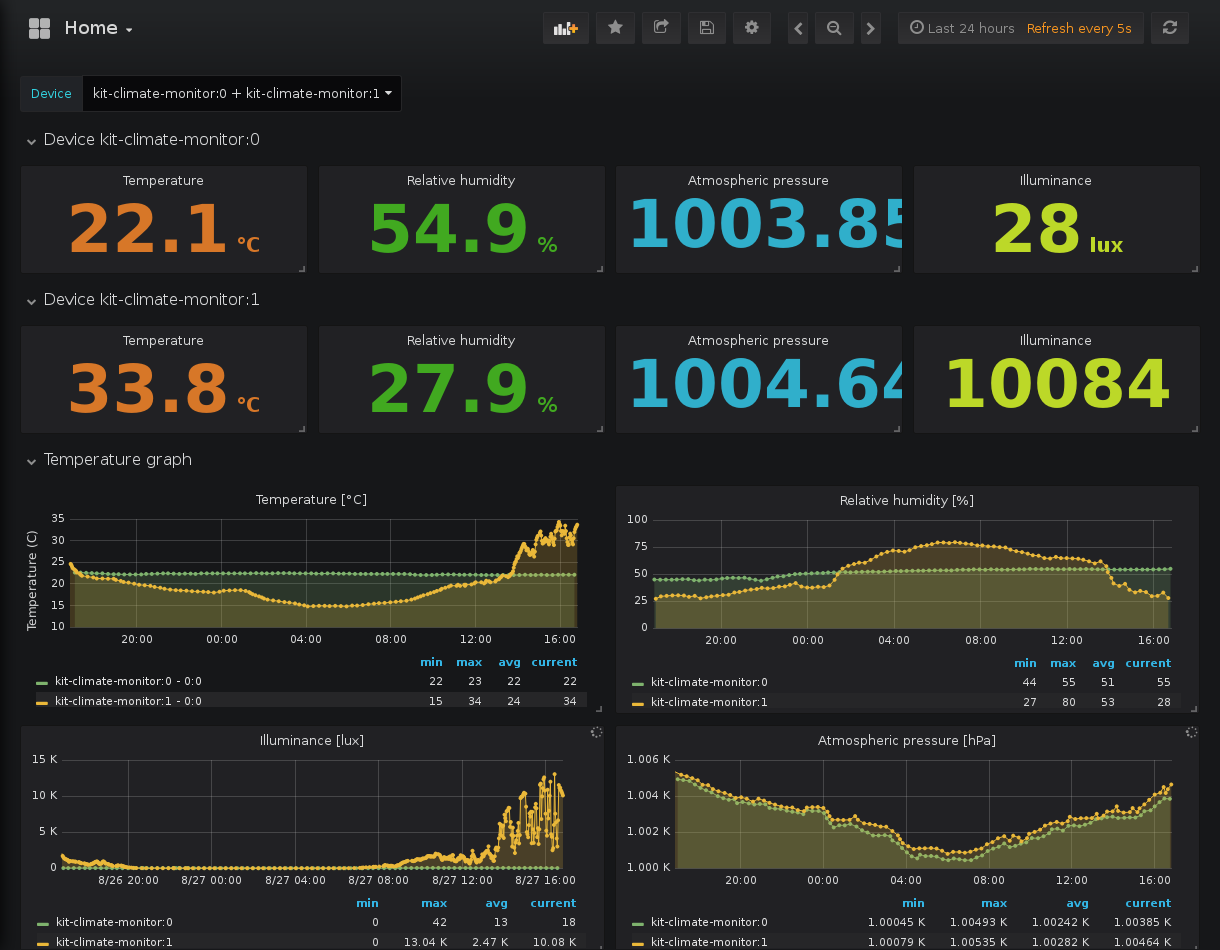 Home
Last 24 hours Refresh every 5s
Device kit-climate-monitor:0 + kit-climate-monitor:1
Device kit-climate-monitor:0
Temperature
22.1 °C
Relative humidity
54.9 %
Atmospheric pressure
1003.85
Illuminance
28 lux
Device kit-climate-monitor:1
Temperature
33.8 °C
Relative humidity
27.9 %
Atmospheric pressure
1004.64
Illuminance
10084
Temperature graph
Temperature [°C]
Temperature (C)
35
30
25
20
15
10
20:00 00:00 04:00 08:00 12:00 16:00
min max avg current
kit-climate-monitor:0 - 0:0 22 23 22 22
kit-climate-monitor:1 - 0:0 15 34 24 34
Relative humidity [%]
100
75
50
25
0
20:00 00:00 04:00 08:00 12:00 16:00
min max avg current
kit-climate-monitor:0 44 55 51 55
kit-climate-monitor:1 27 80 53 28
Illuminance [lux]
15 K
10 K
5 K
0
8/26 20:00 8/27 00:00 8/27 04:00 8/27 08:00 8/27 12:00 8/27 16:00
min max avg current
kit-climate-monitor:0 0 42 13 18
kit-climate-monitor:1 0 13.04 K 2.47 K 10.08 K
Atmospheric pressure [hPa]
1.006 K
1.004 K
1.002 K
1.000 K
20:00 00:00 04:00 08:00 12:00 16:00
min max avg current
kit-climate-monitor:0 1.00045 K 1.00493 K 1.00242 K 1.00385 K
kit-climate-monitor:1 1.00079 K 1.00535 K 1.00282 K 1.00464 K